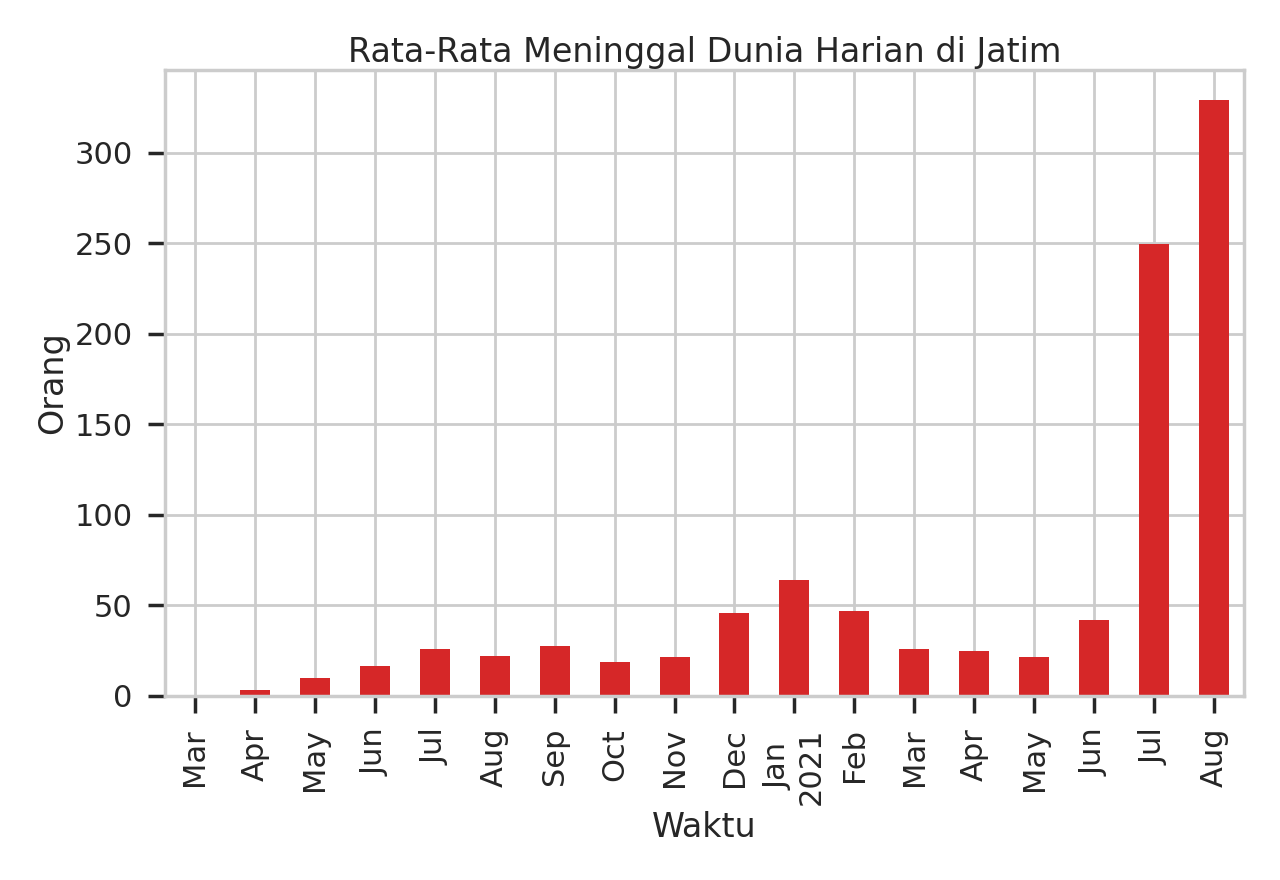 Rata-Rata Meninggal Dunia Harian di Jatim
Orang
300
250
200
150
100
50
0
Mar
Apr
May
Jun
Jul
Aug
Sep
Oct
Nov
Dec
Jan
2021
Feb
Mar
Apr
May
Jun
Jul
Aug
Waktu